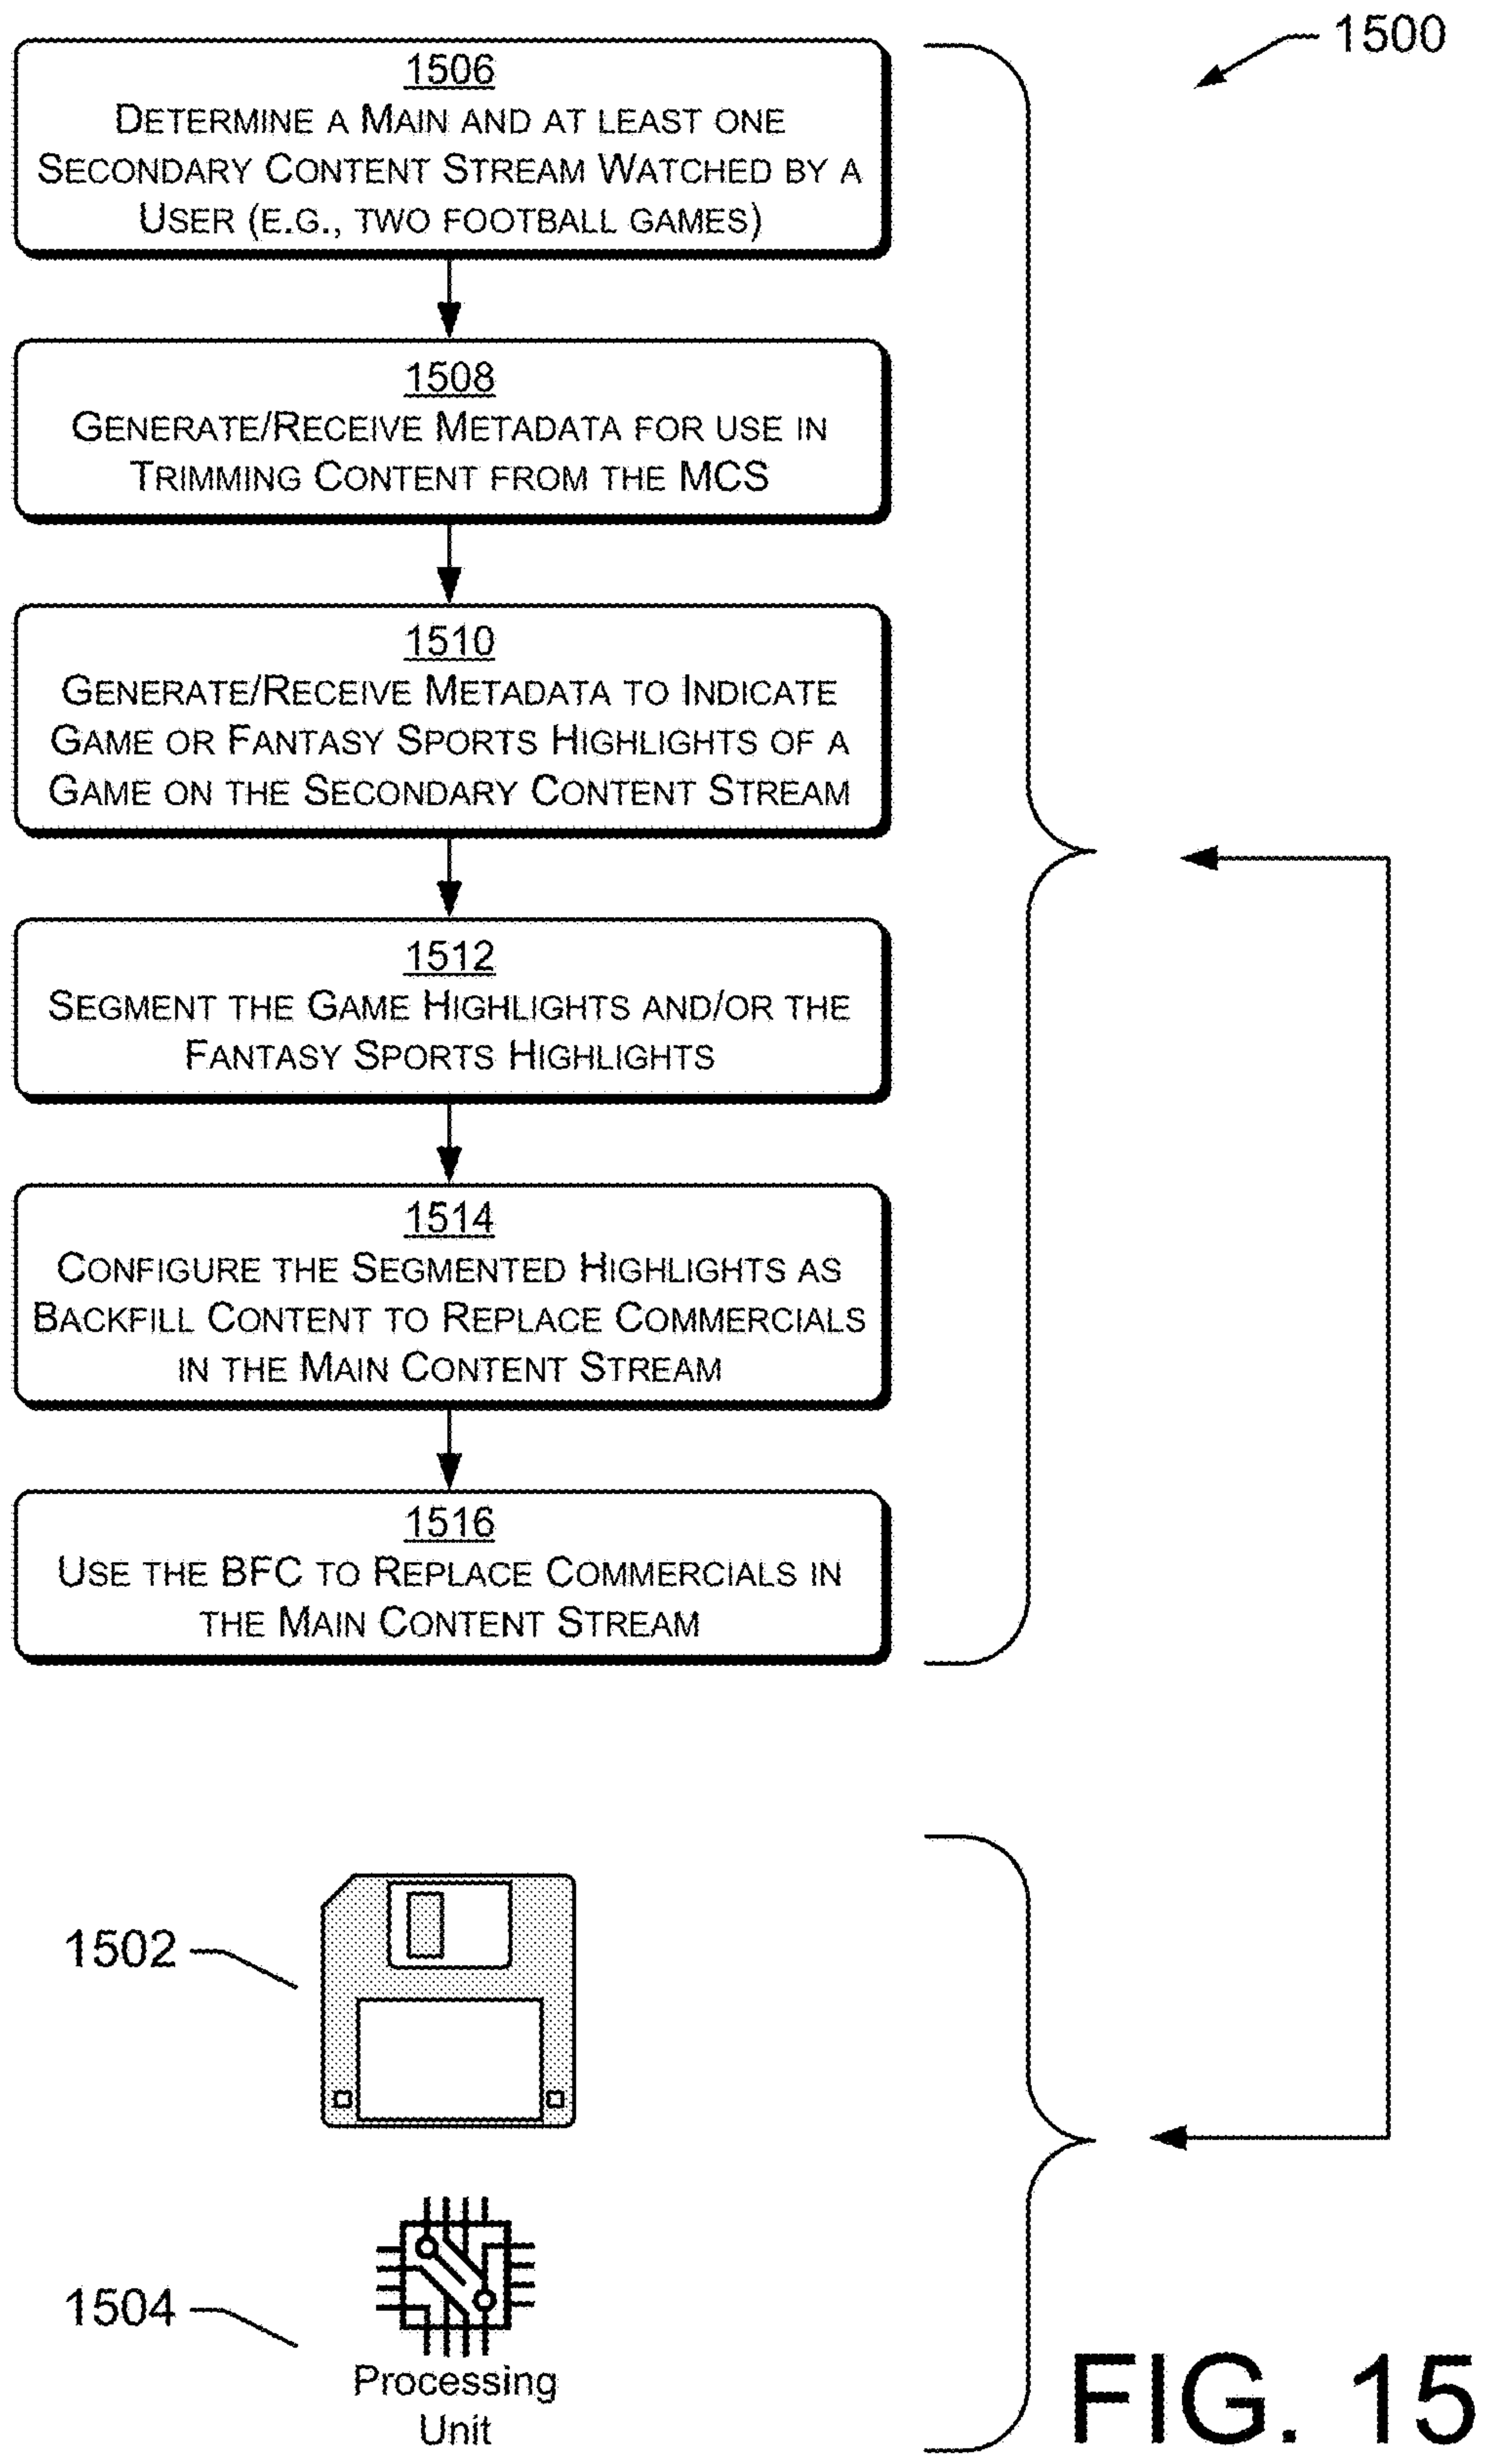 1500
1506
DETERMINE A MAIN AND AT LEAST ONE
SECONDARY CONTENT STREAM WATCHED BY A
USER (E.G., TWO FOOTBALL GAMES)
1508
GENERATE/RECEIVE METADATA FOR USE IN
TRIMMING CONTENT FROM THE MCS
1510
GENERATE/RECEIVE METADATA TO INDICATE
GAME OR FANTASY SPORTS HIGHLIGHTS OF A
GAME ON THE SECONDARY CONTENT STREAM
1512
SEGMENT THE GAME HIGHLIGHTS AND/OR THE
FANTASY SPORTS HIGHLIGHTS
1514
CONFIGURE THE SEGMENTED HIGHLIGHTS AS
BACKFILL CONTENT TO REPLACE COMMERCIALS
IN THE MAIN CONTENT STREAM
1516
USE THE BFC TO REPLACE COMMERCIALS IN
THE MAIN CONTENT STREAM
1502
1504
Processing
Unit
FIG. 15